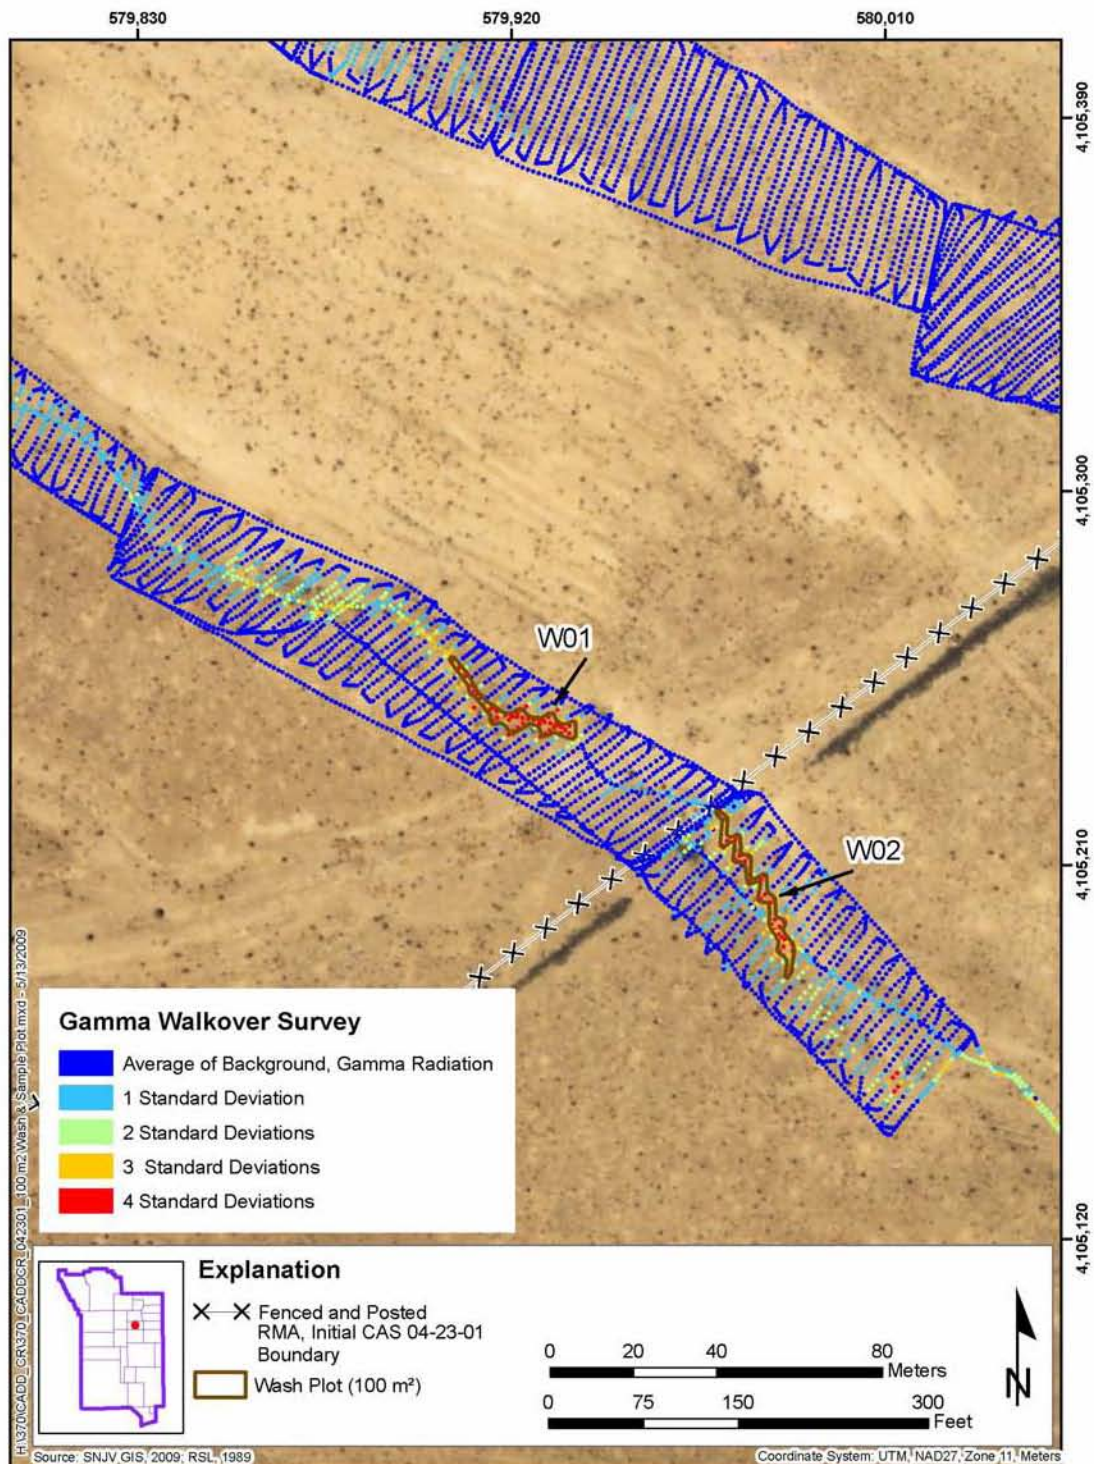 579,830
579,920
580,010
4,105,390
4,105,300
4,105,210
4,105,120
W01
W02
Gamma Walkover Survey
Average of Background, Gamma Radiation
1 Standard Deviation
2 Standard Deviations
3 Standard Deviations
4 Standard Deviations
Explanation
Fenced and Posted
RMA, Initial CAS 04-23-01
Boundary
Wash Plot (100 m²)
0 20 40 80
Meters
0 75 150 300
Feet
N
H:\370\CADD_CR\370_CADDCR_042301_100 m2 Wash & Sample Plot.mxd - 5/13/2009
Source: SNJV GIS, 2009; RSL, 1989
Coordinate System: UTM, NAD27, Zone 11, Meters